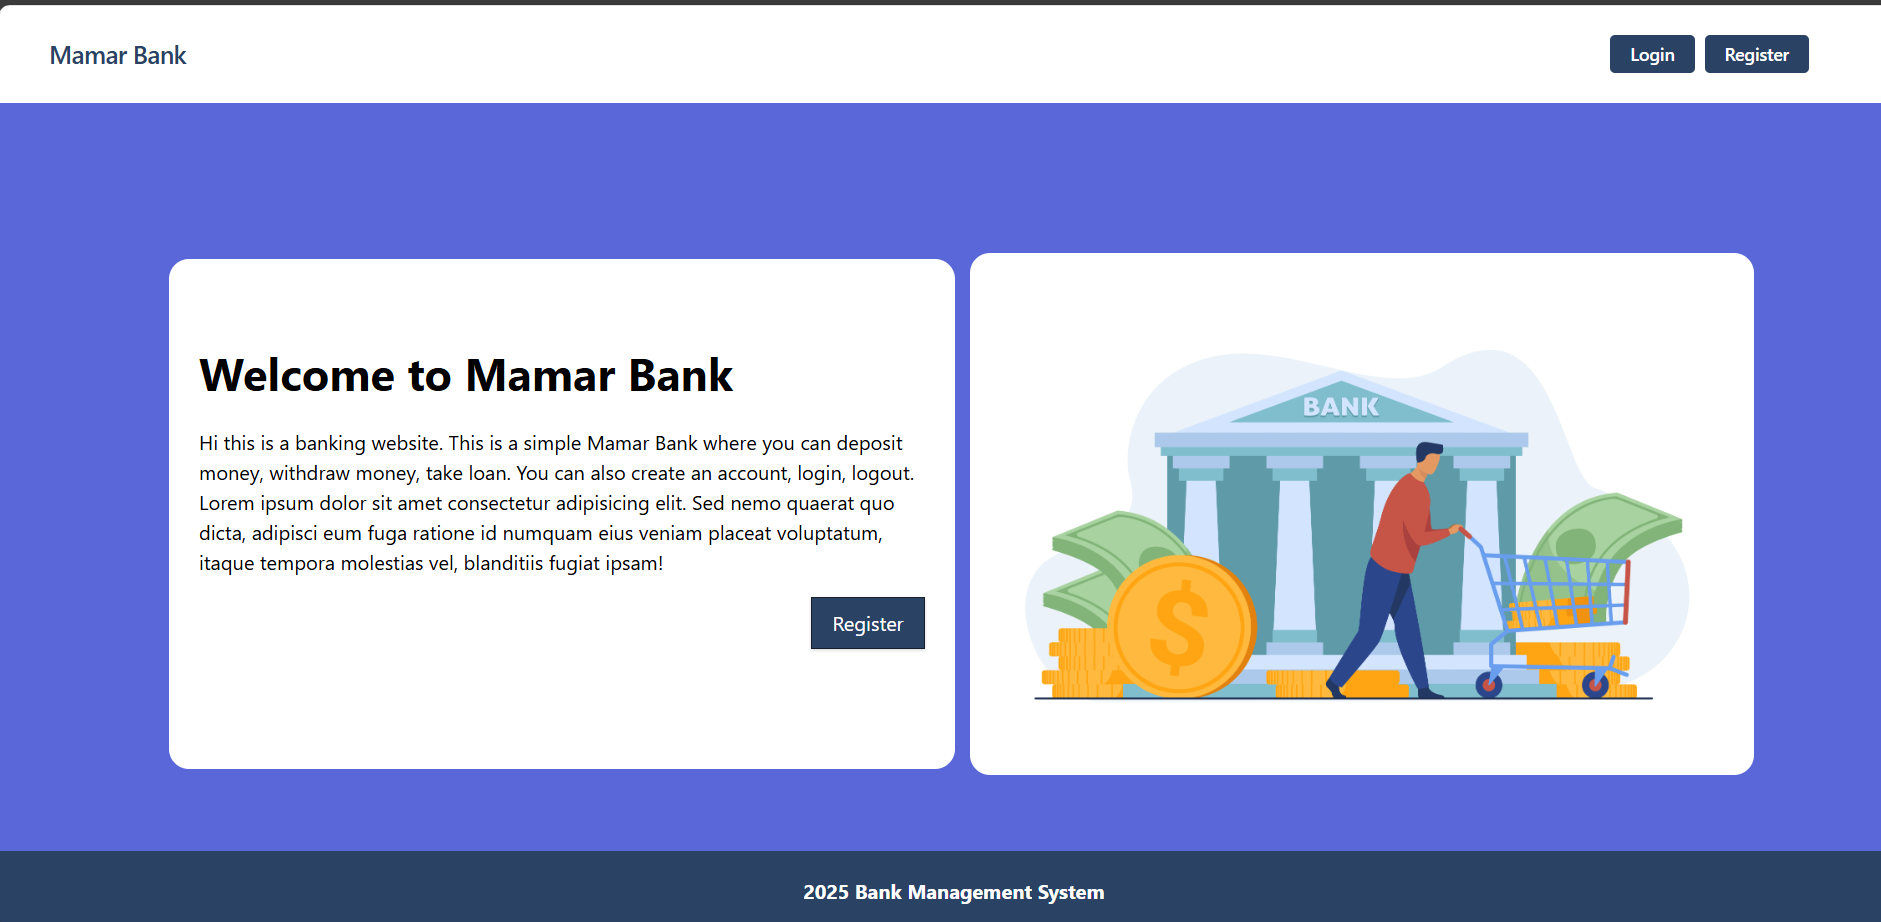 Mamar Bank
Login
Register
Welcome to Mamar Bank
Hi this is a banking website. This is a simple Mamar Bank where you can deposit
money, withdraw money, take loan. You can also create an account, login, logout.
Lorem ipsum dolor sit amet consectetur adipisicing elit. Sed nemo quaerat quo
dicta, adipisci eum fuga ratione id numquam eius veniam placeat voluptatum,
itaque tempora molestias vel, blanditiis fugiat ipsam!
Register
BANK
$
2025 Bank Management System